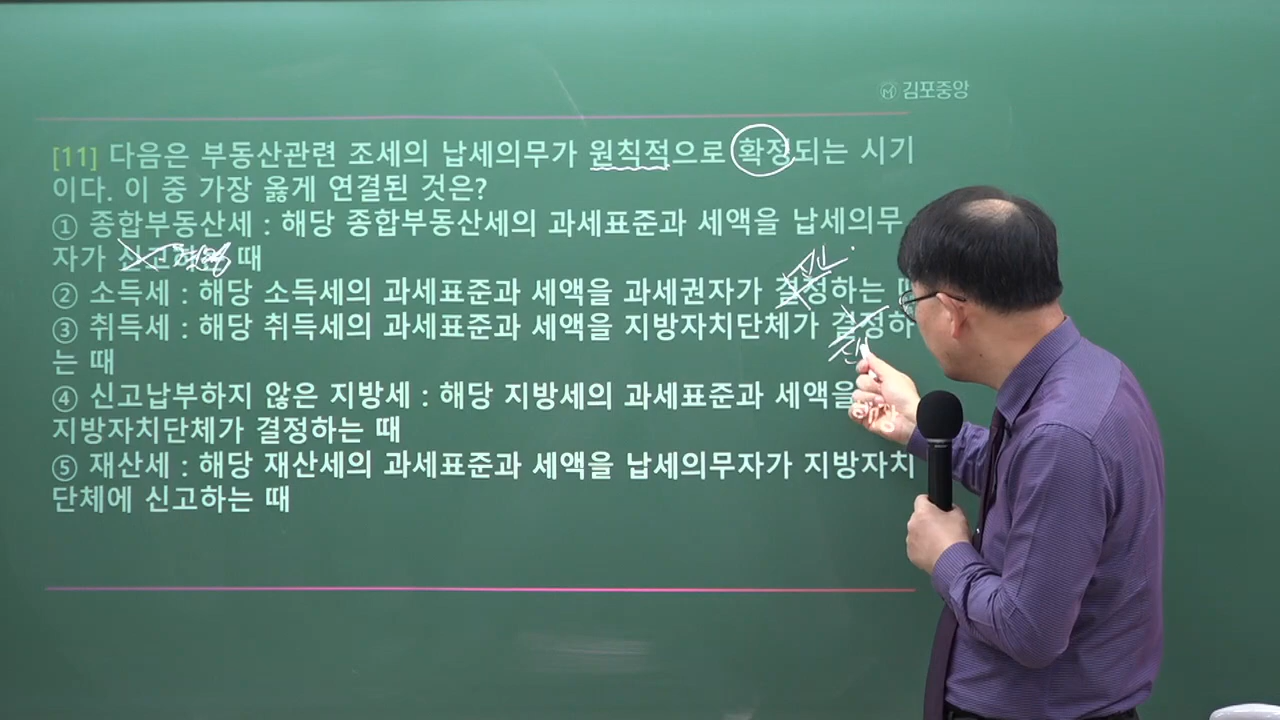 김포중앙
[11] 다음은 부동산관련 조세의 납세의무가 원칙적으로 확정되는 시기
이다. 이 중 가장 옳게 연결된 것은?
① 종합부동산세 : 해당 종합부동산세의 과세표준과 세액을 납세의무
자가 신고하는 때
② 소득세 : 해당 소득세의 과세표준과 세액을 과세권자가 결정하는
③ 취득세 : 해당 취득세의 과세표준과 세액을 지방자치단체가 결정하
는 때
④ 신고납부하지 않은 지방세 : 해당 지방세의 과세표준과 세액을
지방자치단체가 결정하는 때
⑤ 재산세 : 해당 재산세의 과세표준과 세액을 납세의무자가 지방자치
단체에 신고하는 때